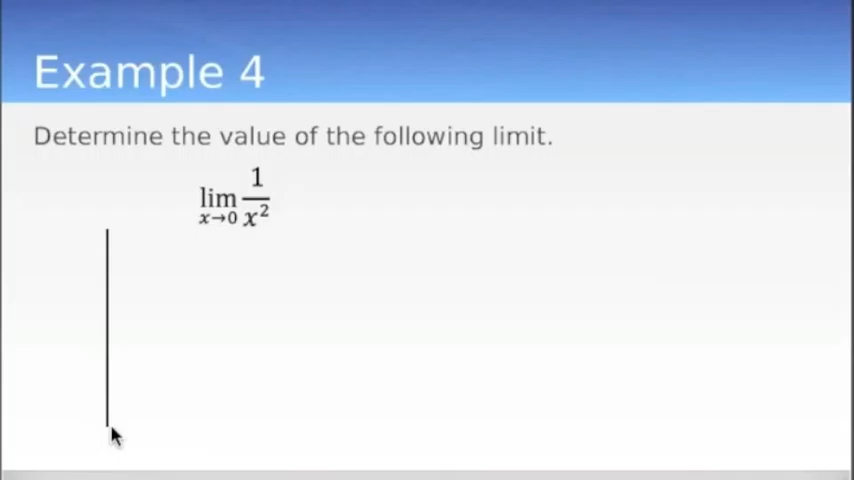 Example 4
Determine the value of the following limit.
lim x→0 1/x²